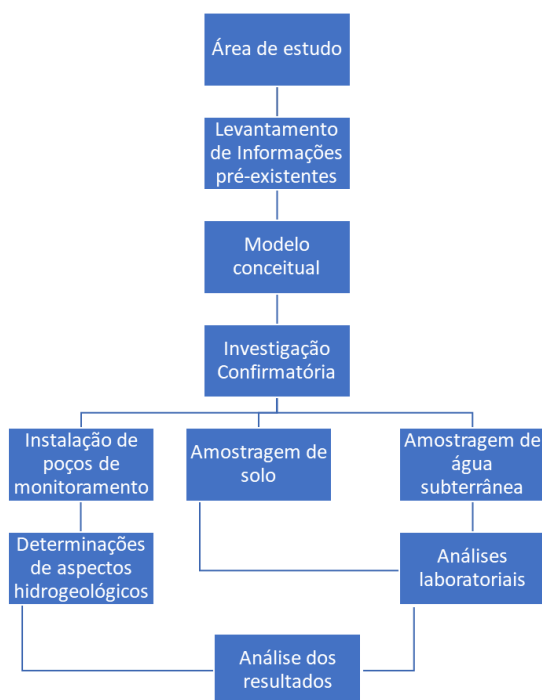 Área de estudo
Levantamento
de Informações
pré-existentes
Modelo
conceitual
Investigação
Confirmatória
Instalação de
poços de
monitoramento
Amostragem de
solo
Amostragem de
água
subterrânea
Determinações
de aspectos
hidrogeológicos
Análises
laboratoriais
Análise dos
resultados